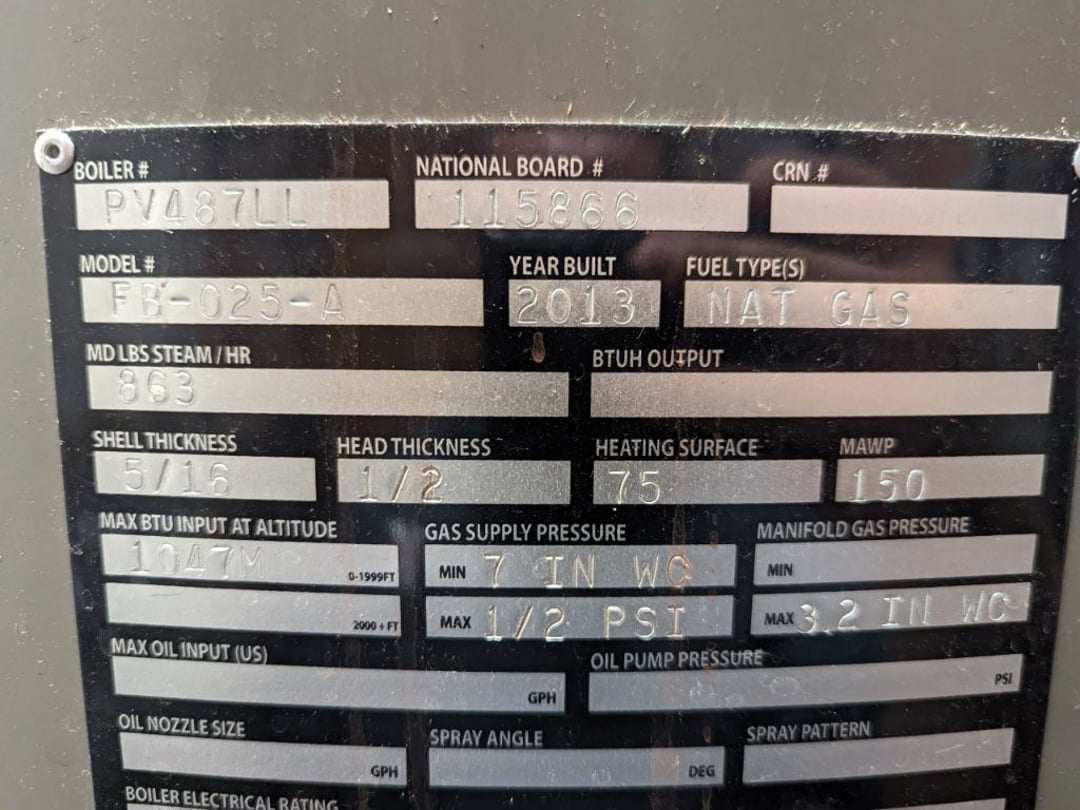 BOILER # NATIONAL BOARD # CRN #
PV487LL 115866
MODEL # YEAR BUILT FUEL TYPE(S)
FB-025-A 2013 NAT GAS
MD LBS STEAM / HR BTUH OUTPUT
863
SHELL THICKNESS HEAD THICKNESS HEATING SURFACE MAWP
5/16 1/2 75 150
MAX BTU INPUT AT ALTITUDE GAS SUPPLY PRESSURE MANIFOLD GAS PRESSURE
1047M 0-1999FT MIN 7 IN WC MIN
2000 + FT MAX 1/2 PSI MAX 3.2 IN WC
MAX OIL INPUT (US) OIL PUMP PRESSURE
GPH PSI
OIL NOZZLE SIZE SPRAY ANGLE SPRAY PATTERN
GPH DEG
BOILER ELECTRICAL RATING